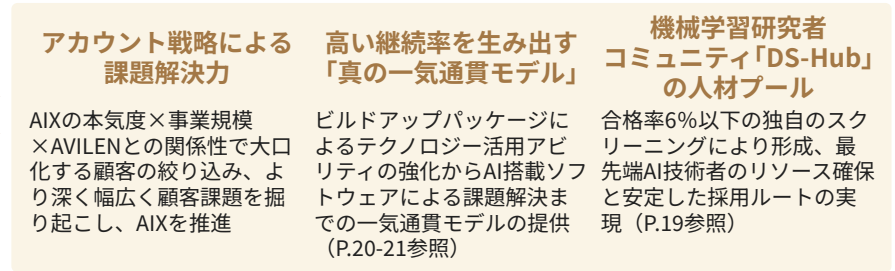 アカウント戦略による
課題解決力
AIXの本気度×事業規模
×AVILENとの関係性で大口
化する顧客の絞り込み、よ
り深く幅広く顧客課題を掘
り起こし、AIXを推進
高い継続率を生み出す
「真の一気通貫モデル」
ビルドアップパッケージに
よるテクノロジー活用アビ
リティの強化からAI搭載ソフ
トウェアによる課題解決ま
での一気通貫モデルの提供
（P.20-21参照）
機械学習研究者
コミュニティ「DS-Hub」
の人材プール
合格率6%以下の独自のスク
リーニングにより形成、最
先端AI技術者のリソース確保
と安定した採用ルートの実
現（P.19参照）